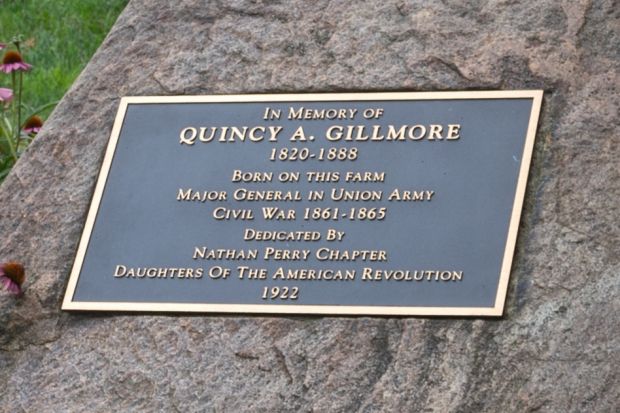 In Memory of
Quincy A. Gillmore
1820-1888
Born on this farm
Major General in Union Army
Civil War 1861-1865
Dedicated By
Nathan Perry Chapter
Daughters Of The American Revolution
1922